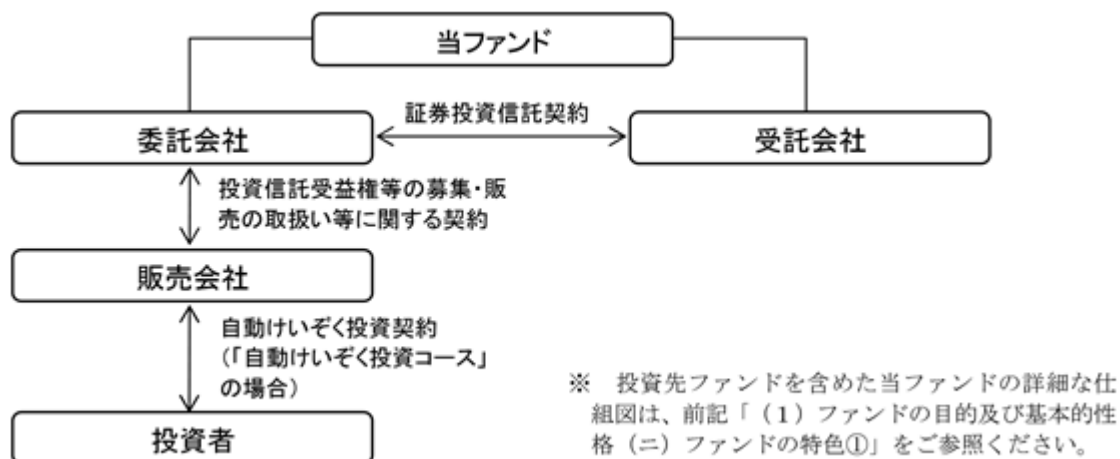 当ファンド
証券投資信託契約
委託会社
受託会社
投資信託受益権等の募集・販
売の取扱い等に関する契約
販売会社
自動けいぞく投資契約
(「自動けいぞく投資コース」
の場合)
投資者
※　投資先ファンドを含めた当ファンドの詳細な仕
組図は、前記「（1）ファンドの目的及び基本的性
格（ニ）ファンドの特色①」をご参照ください。